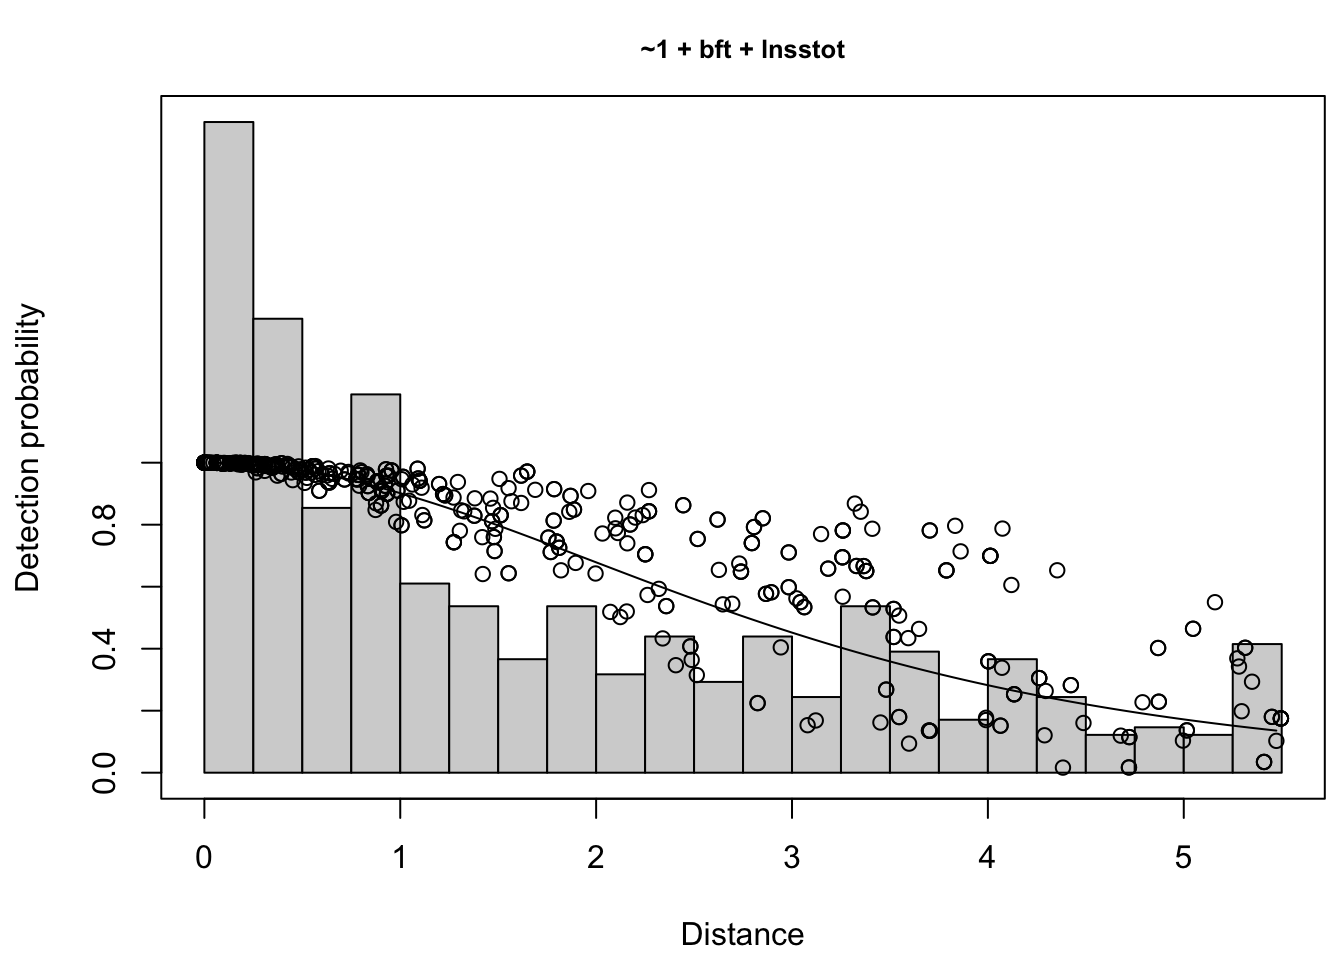 ~1 + bft + lnsstot
Detection probability
0.8
0.4
0.0
0 1 2 3 4 5
Distance